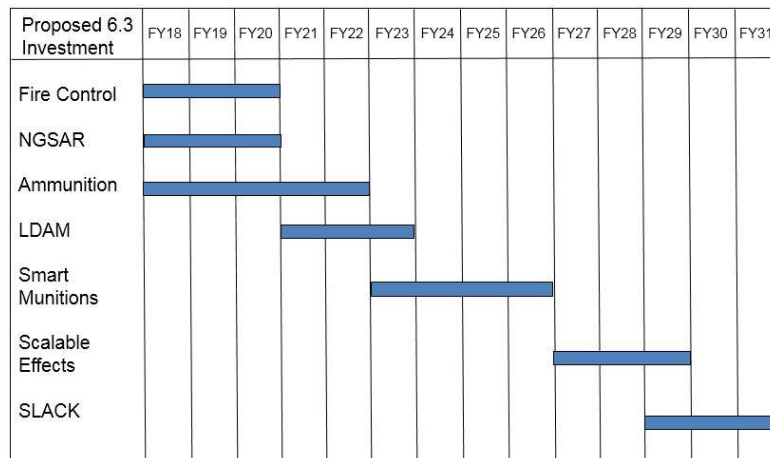 Proposed 6.3
Investment
FY18 FY19 FY20 FY21 FY22 FY23 FY24 FY25 FY26 FY27 FY28 FY29 FY30 FY31
Fire Control
NGSAR
Ammunition
LDAM
Smart
Munitions
Scalable
Effects
SLACK